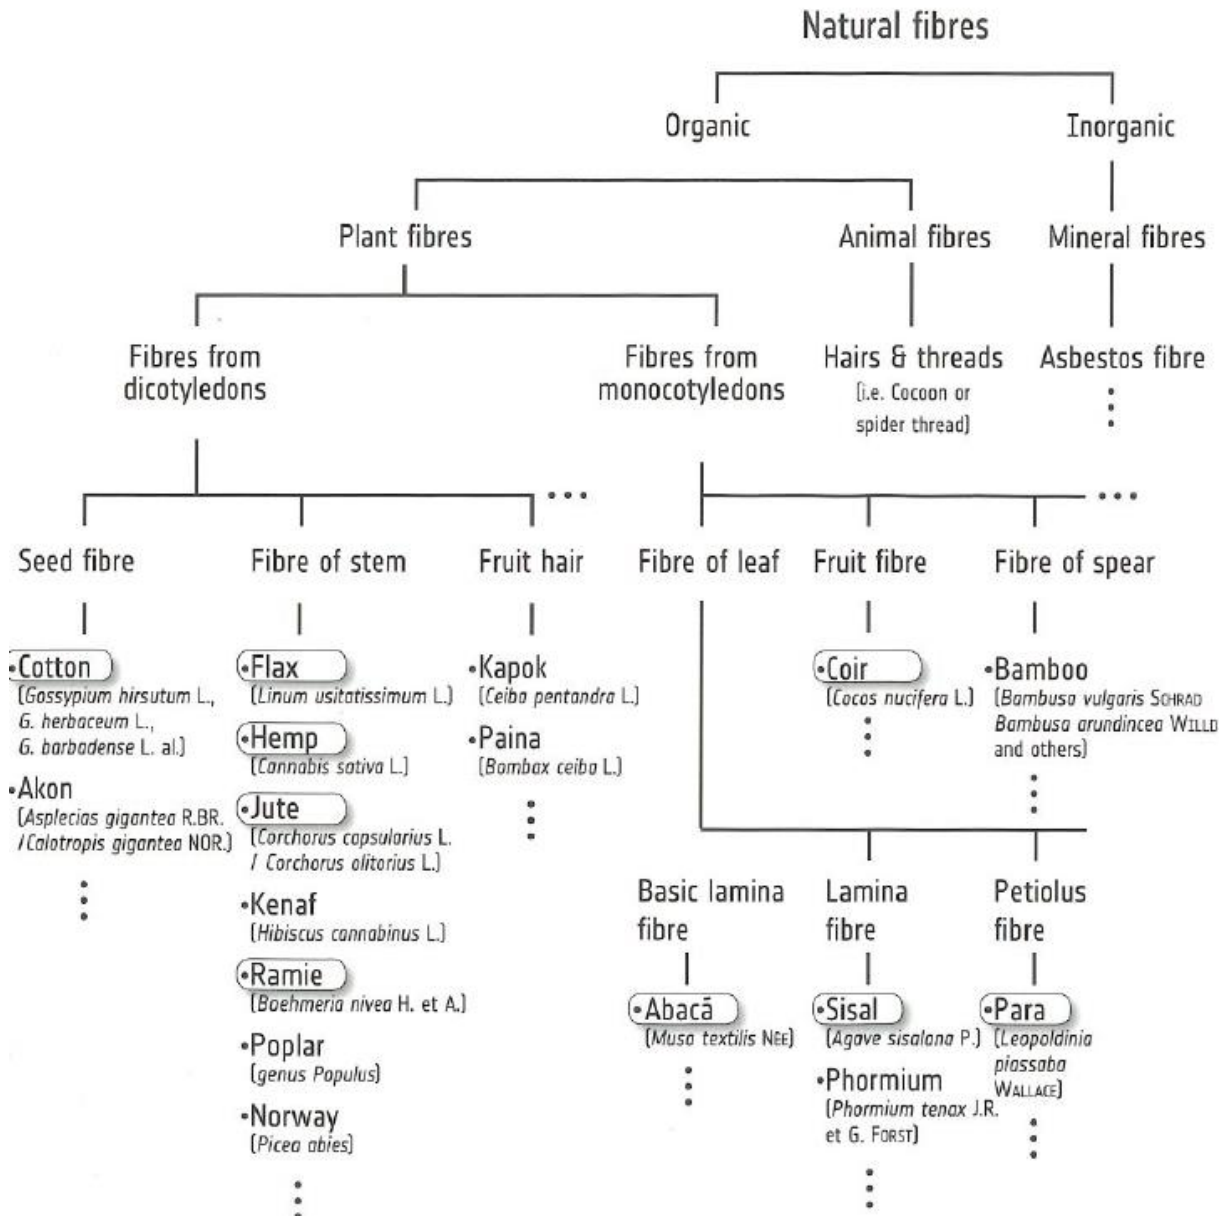 Natural fibres
Organic
Inorganic
Plant fibres
Animal fibres
Mineral fibres
Fibres from
dicotyledons
Fibres from
monocotyledons
Hairs & threads
(i.e. Cocoon or
spider thread)
Asbestos fibre
Seed fibre
Fibre of stem
Fruit hair
Fibre of leaf
Fruit fibre
Fibre of spear
•Cotton
(Gossypium hirsutum L.,
G. herbaceum L.,
G. barbadense L. al.)
•Akon
(Asplecias gigantea R.BR.
/Calotropis gigantea NOR.)
•Flax
(Linum usitatissimum L.)
•Hemp
(Cannabis sativa L.)
•Jute
(Corchorus capsularius L.
/ Corchorus olitorius L.)
•Kenaf
(Hibiscus cannabinus L.)
•Ramie
(Boehmeria nivea H. et A.)
•Poplar
(genus Populus)
•Norway
(Picea abies)
•Kapok
(Ceiba pentandra L.)
•Paina
(Bombax ceiba L.)
•Coir
(Cocos nucifera L.)
•Bamboo
(Bambusa vulgaris SCHRAD
Bambusa arundincea WILLD
and others)
Basic lamina
fibre
Lamina
fibre
Petiolus
fibre
•Abacá
(Musa textilis NÉE)
•Sisal
(Agave sisalana P.)
•Phormium
(Phormium tenax J.R.
et G. FORST)
•Para
(Leopoldinia
piassaba
WALLACE)